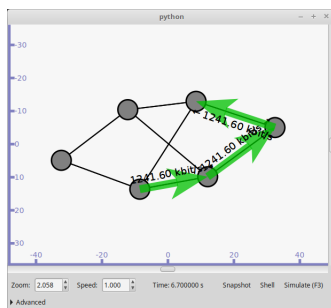 python
-30
-20
-10
0
10
20
30
1241.60 kbit/s
1241.60 kbit/s
1241.60 kbit/s
-40 -20 0 20 40
Zoom: 2.058 Speed: 1.000 Time: 6.700000 s Snapshot Shell Simulate (F3)
Advanced